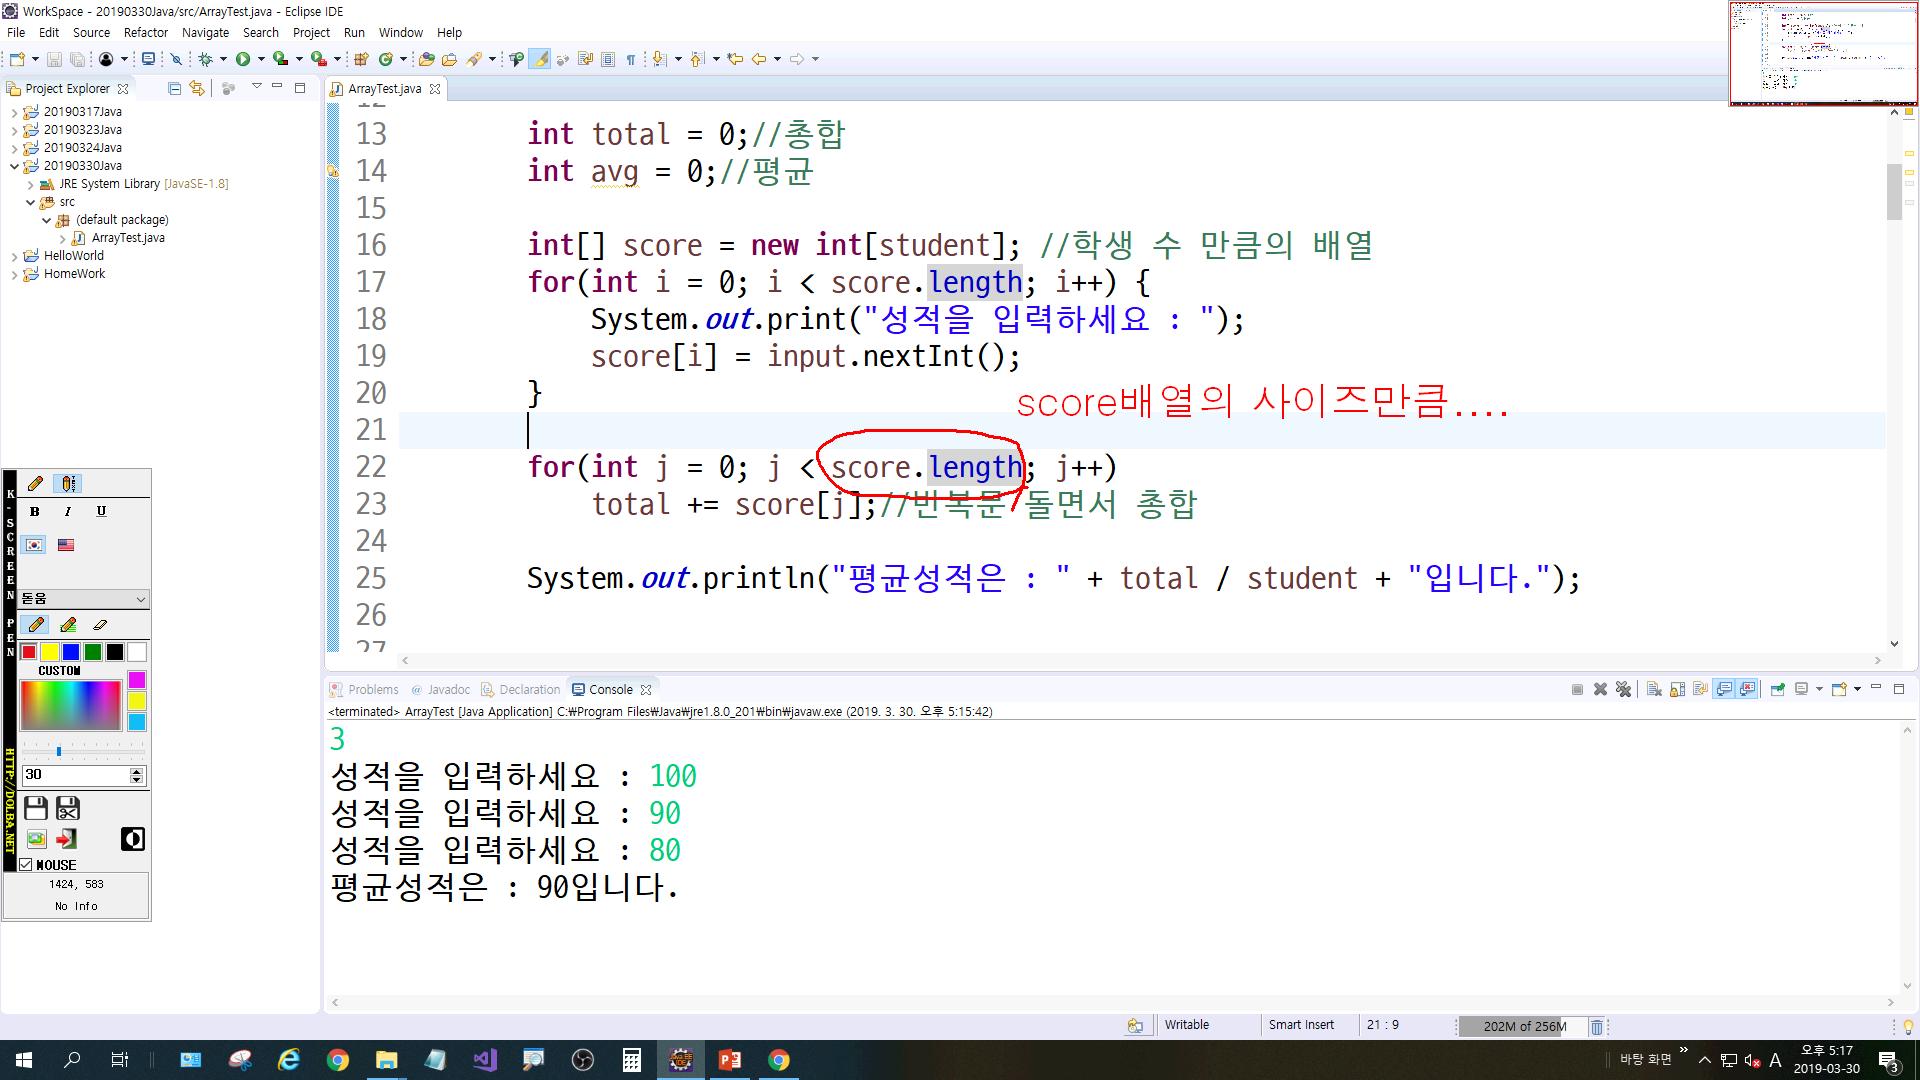 WorkSpace - 20190330Java/src/ArrayTest.java - Eclipse IDE
File Edit Source Refactor Navigate Search Project Run Window Help
Project Explorer
20190317Java
20190323Java
20190324Java
20190330Java
JRE System Library [JavaSE-1.8]
src
(default package)
ArrayTest.java
HelloWorld
HomeWork
ArrayTest.java
12
13 int total = 0;//총합
14 int avg = 0;//평균
15
16 int[] score = new int[student]; //학생 수 만큼의 배열
17 for(int i = 0; i < score.length; i++) {
18 System.out.print("성적을 입력하세요 : ");
19 score[i] = input.nextInt();
20 }
score배열의 사이즈만큼....
21
22 for(int j = 0; j < score.length; j++)
23 total += score[j];//반복문 돌면서 총합
24
25 System.out.println("평균성적은 : " + total / student + "입니다.");
26
27
K-SCREEN PEN
HTTP://DOLBA.NET
B I U
돋움
CUSTOM
30
MOUSE
1424, 583
No Info
Problems @ Javadoc Declaration Console
<terminated> ArrayTest [Java Application] C:₩Program Files₩Java₩jre1.8.0_201₩bin₩javaw.exe (2019. 3. 30. 오후 5:15:42)
3
성적을 입력하세요 : 100
성적을 입력하세요 : 90
성적을 입력하세요 : 80
평균성적은 : 90입니다.
Writable Smart Insert 21 : 9 202M of 256M
바탕 화면 A 오후 5:17
2019-03-30 3